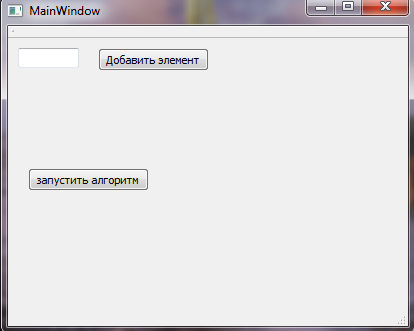 MainWindow
Добавить элемент
запустить алгоритм